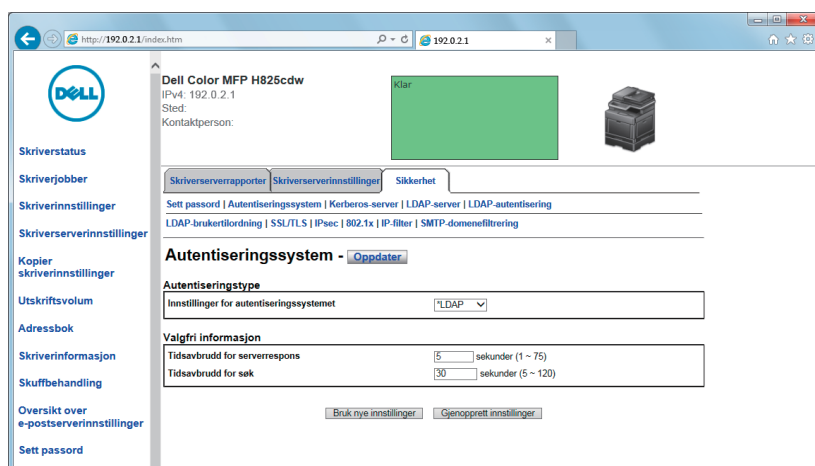 http://192.0.2.1/index.htm
192.0.2.1
DELL
Dell Color MFP H825cdw
IPv4: 192.0.2.1
Sted:
Kontaktperson:
Klar
Skriverstatus
Skriverjobber
Skriverinnstillinger
Skriverserverinnstillinger
Kopier
skriverinnstillinger
Utskriftsvolum
Adressbok
Skriverinformasjon
Skuffbehandling
Oversikt over
e-postserverinnstillinger
Sett passord
Skriverserverrapporter Skriverserverinnstillinger Sikkerhet
Sett passord | Autentiseringssystem | Kerberos-server | LDAP-server | LDAP-autentisering
LDAP-brukertilordning | SSL/TLS | IPsec | 802.1x | IP-filter | SMTP-domenefiltrering
Autentiseringssystem - Oppdater
Autentiseringstype
Innstillinger for autentiseringssystemet *LDAP
Valgfri informasjon
Tidsavbrudd for serverrespons 5 sekunder (1 ~ 75)
Tidsavbrudd for søk 30 sekunder (5 ~ 120)
Bruk nye innstillinger Gjenopprett innstillinger